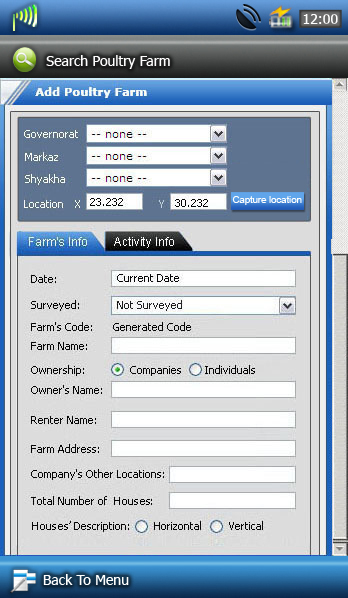 12:00
Search Poultry Farm
Add Poultry Farm
Governorat -- none --
Markaz -- none --
Shyakha -- none --
Location X 23.232 Y 30.232 Capture location
Farm's Info Activity Info
Date: Current Date
Surveyed: Not Surveyed
Farm's Code: Generated Code
Farm Name:
Ownership: Companies Individuals
Owner's Name:
Renter Name:
Farm Address:
Company's Other Locations:
Total Number of Houses:
Houses' Description: Horizontal Vertical
Back To Menu